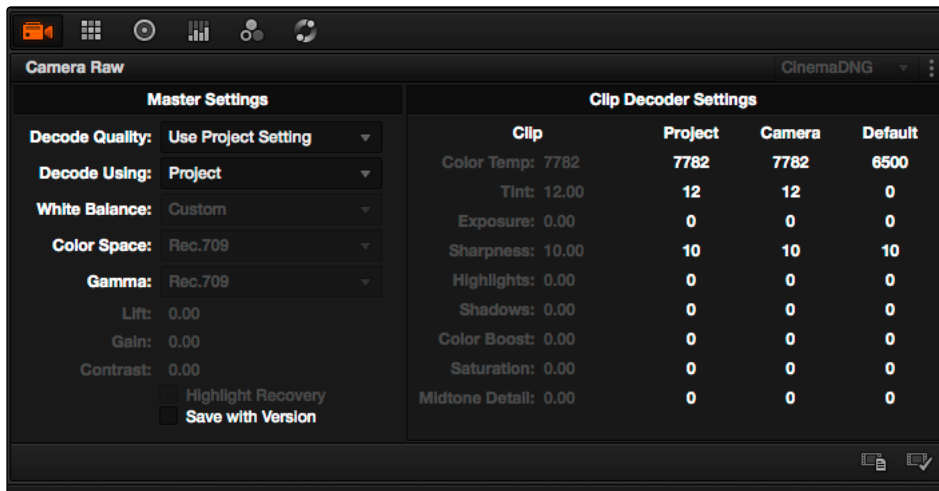 Camera Raw CinemaDNG
Master Settings Clip Decoder Settings
Decode Quality: Use Project Setting Clip Project Camera Default
Color Temp: 7782 7782 7782 6500
Decode Using: Project
Tint: 12.00 12 12 0
White Balance: Custom
Exposure: 0.00 0 0 0
Color Space: Rec.709
Sharpness: 10.00 10 10 10
Gamma: Rec.709
Highlights: 0.00 0 0 0
Lift: 0.00
Shadows: 0.00 0 0 0
Gain: 0.00
Color Boost: 0.00 0 0 0
Contrast: 0.00
Saturation: 0.00 0 0 0
Highlight Recovery
Midtone Detail: 0.00 0 0 0
Save with Version